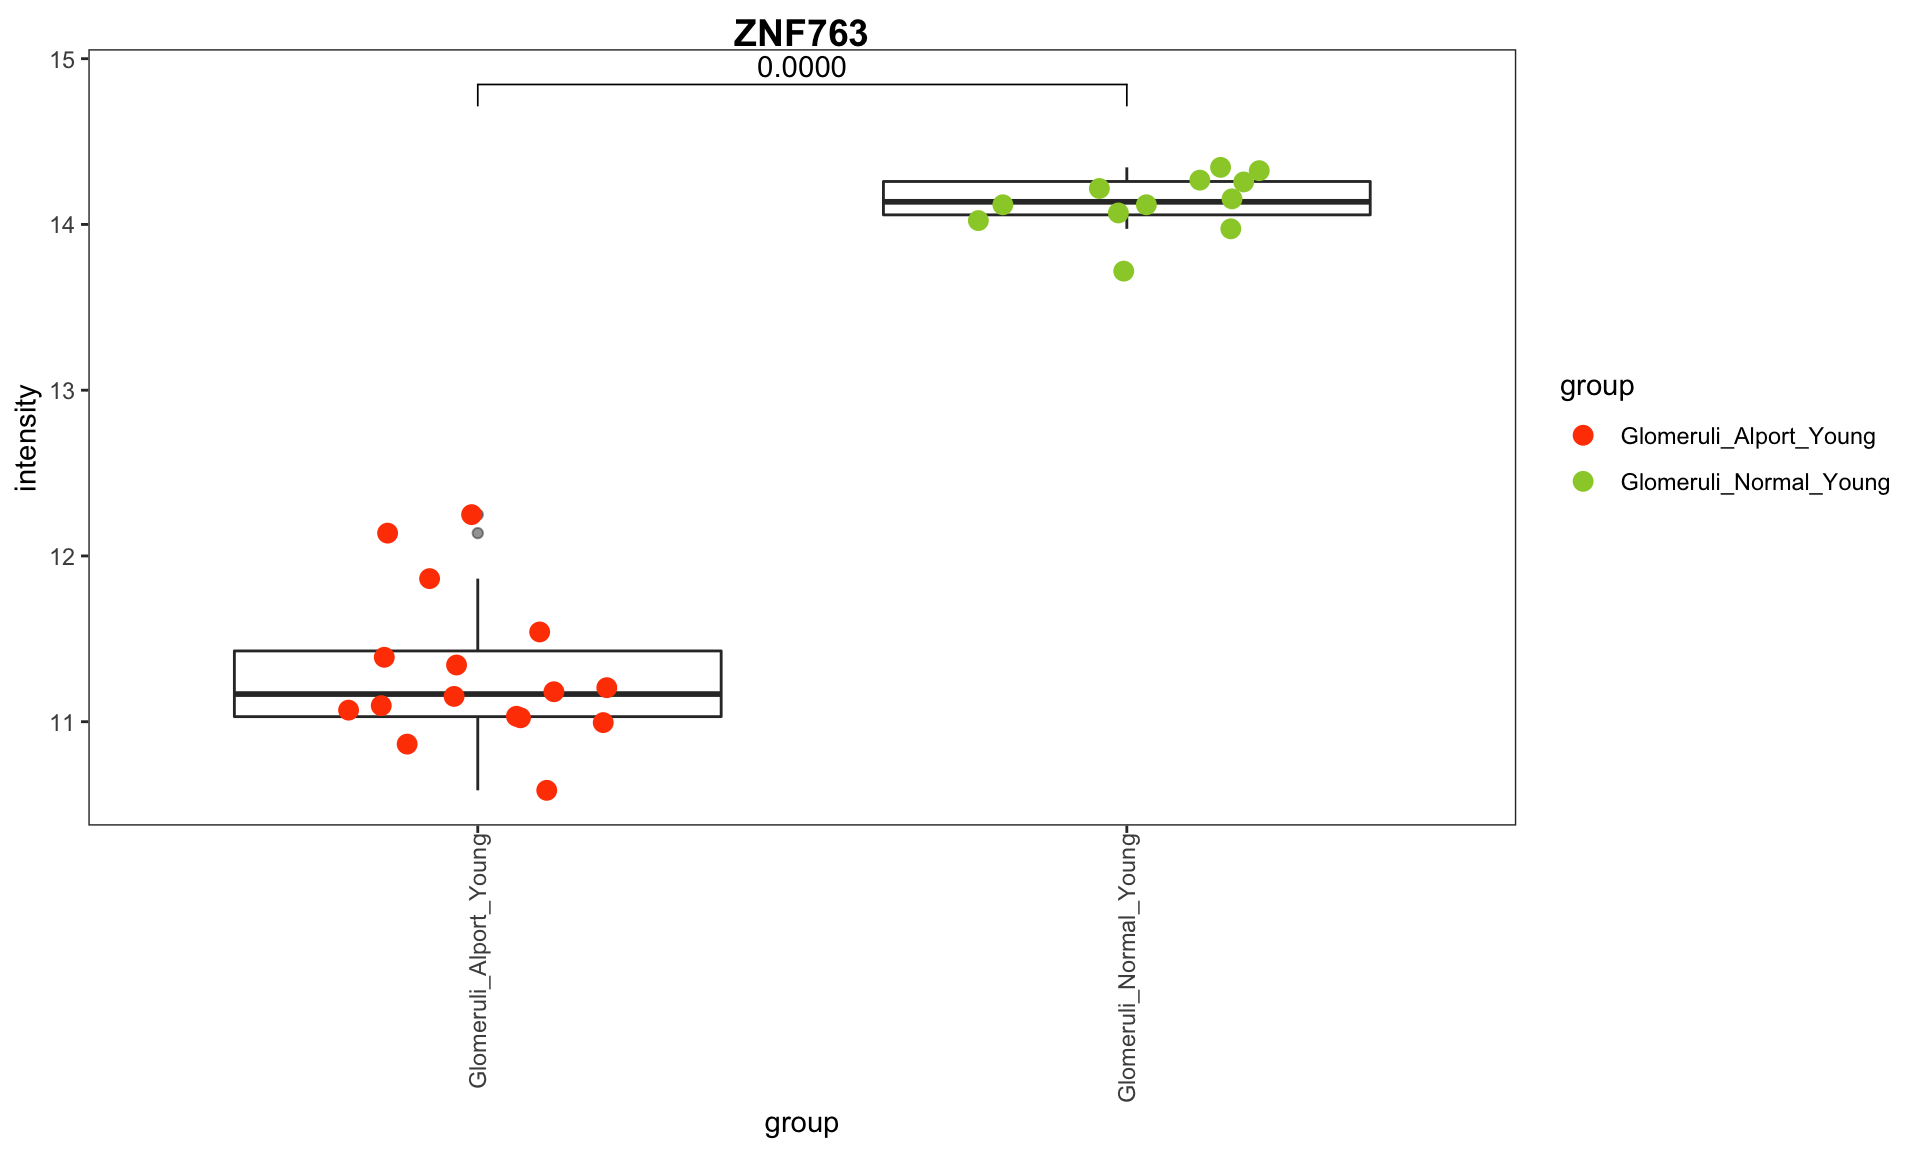 ZNF763
0.0000
15
14
13
12
11
intensity
Glomeruli_Alport_Young
Glomeruli_Normal_Young
group
group
Glomeruli_Alport_Young
Glomeruli_Normal_Young